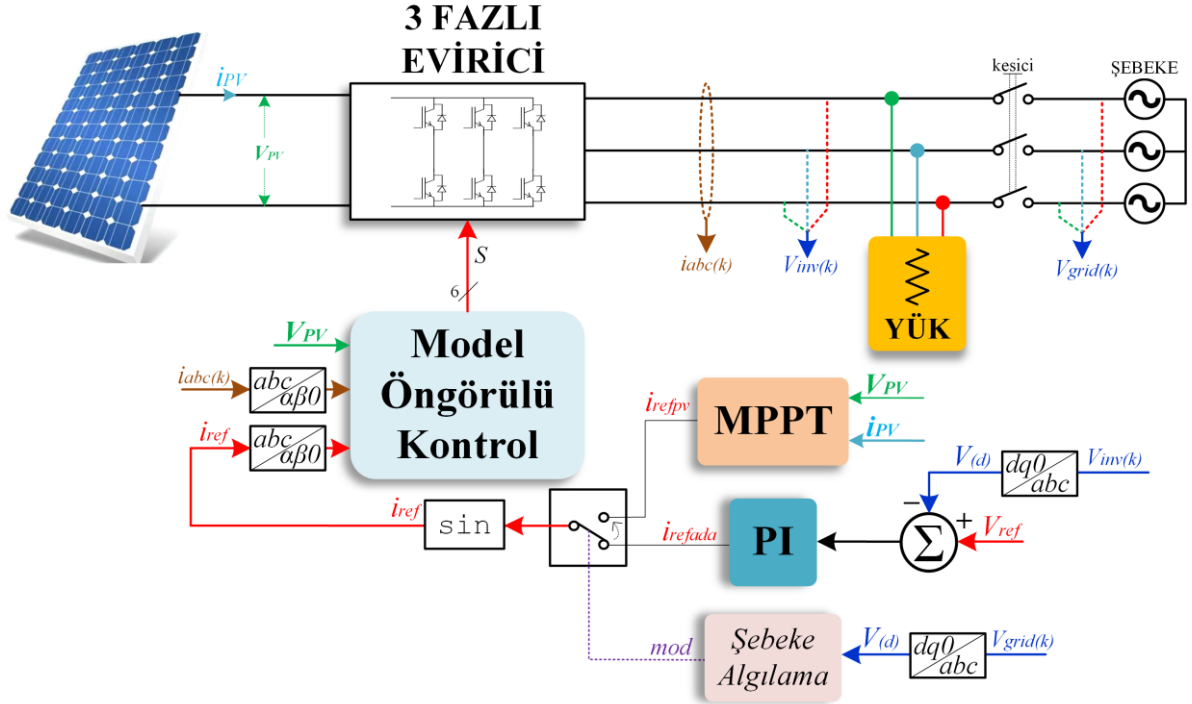 3 FAZLI
EVİRİCİ
kesici
ŞEBEKE
iPV
VPV
iabc(k)
Vinv(k)
Vgrid(k)
S
6
YÜK
VPV
iabc(k)
abc
αβ0
iref
abc
αβ0
Model
Öngörülü
Kontrol
irefpv
MPPT
VPV
iPV
iref
sin
irefada
PI
V(d)
dq0
abc
Vinv(k)
−
+
Σ
Vref
mod
Şebeke
Algılama
V(d)
dq0
abc
Vgrid(k)